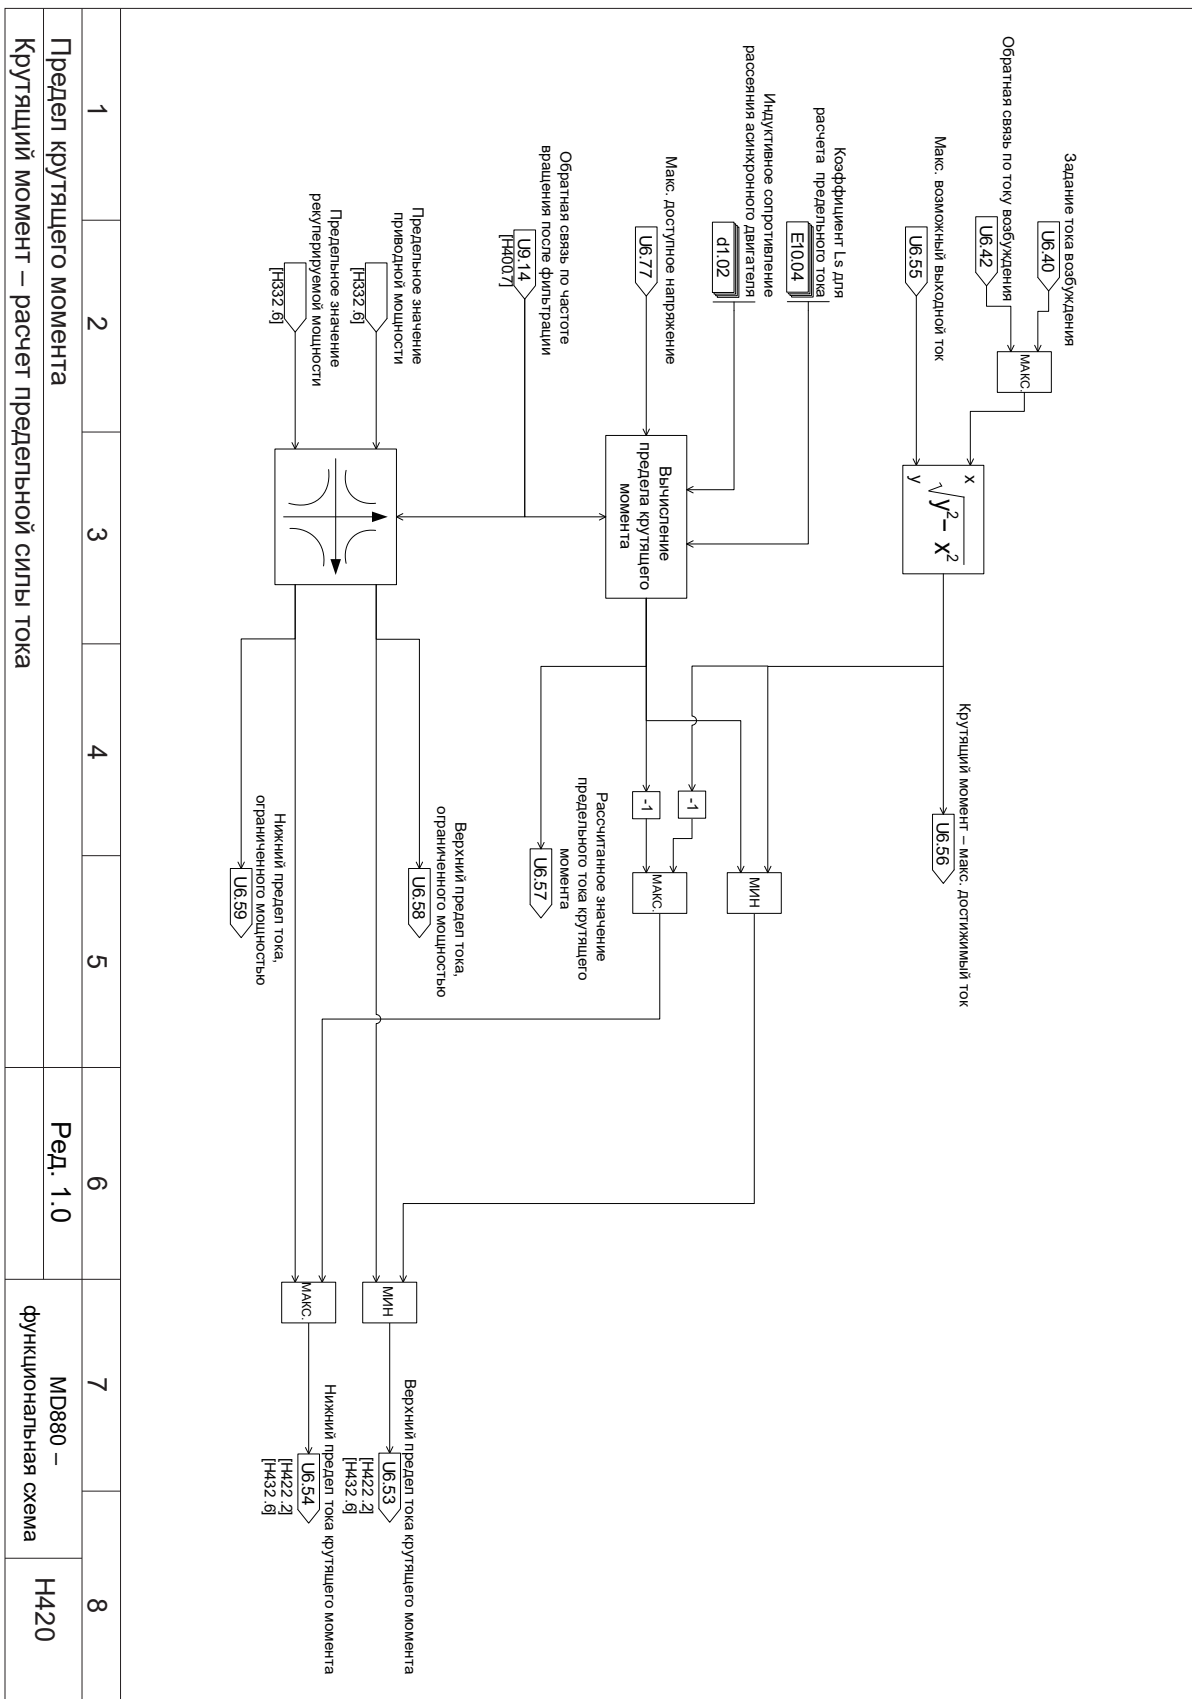 Задание тока возбуждения
U6.40
Обратная связь по току возбуждения
U6.42
МАКС.
Макс. возможный выходной ток
U6.55
x
y
√y²– x²
Крутящий момент – макс. достижимый ток
U6.56
Коэффициент Ls для
расчета предельного тока
E10.04
Индуктивное сопротивление
рассеяния асинхронного двигателя
d1.02
Макс. доступное напряжение
U6.77
Вычисление
предела крутящего
момента
-1
-1
МИН
МАКС.
Рассчитанное значение
предельного тока крутящего
момента
U6.57
Обратная связь по частоте
вращения после фильтрации
U9.14
[H400.7]
Предельное значение
приводной мощности
[H332.6]
Предельное значение
рекуперируемой мощности
[H332.6]
Верхний предел тока,
ограниченного мощностью
U6.58
Нижний предел тока,
ограниченного мощностью
U6.59
МИН
МАКС.
Верхний предел тока крутящего момента
U6.53
[H422.2]
[H432.6]
Нижний предел тока крутящего момента
U6.54
[H422.2]
[H432.6]
1 2 3 4 5 6 7 8
Предел крутящего момента
Ред. 1.0
MD880 –
функциональная схема
H420
Крутящий момент – расчет предельной силы тока